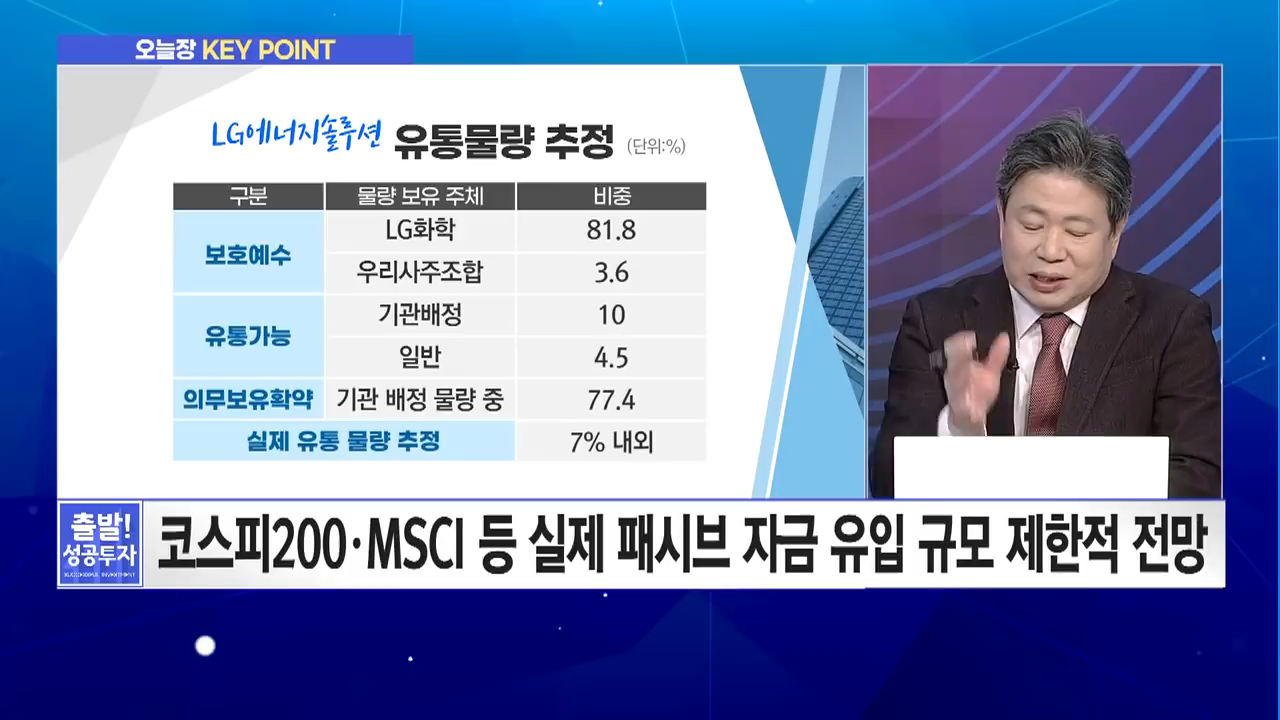 오늘장 KEY POINT
LG에너지솔루션 유통물량 추정 (단위:%)
구분 물량 보유 주체 비중
보호예수 LG화학 81.8
우리사주조합 3.6
유통가능 기관배정 10
일반 4.5
의무보유확약 기관 배정 물량 중 77.4
실제 유통 물량 추정 7% 내외
출발!
성공투자
SUCCESSFUL INVESTMENT
코스피200·MSCI 등 실제 패시브 자금 유입 규모 제한적 전망